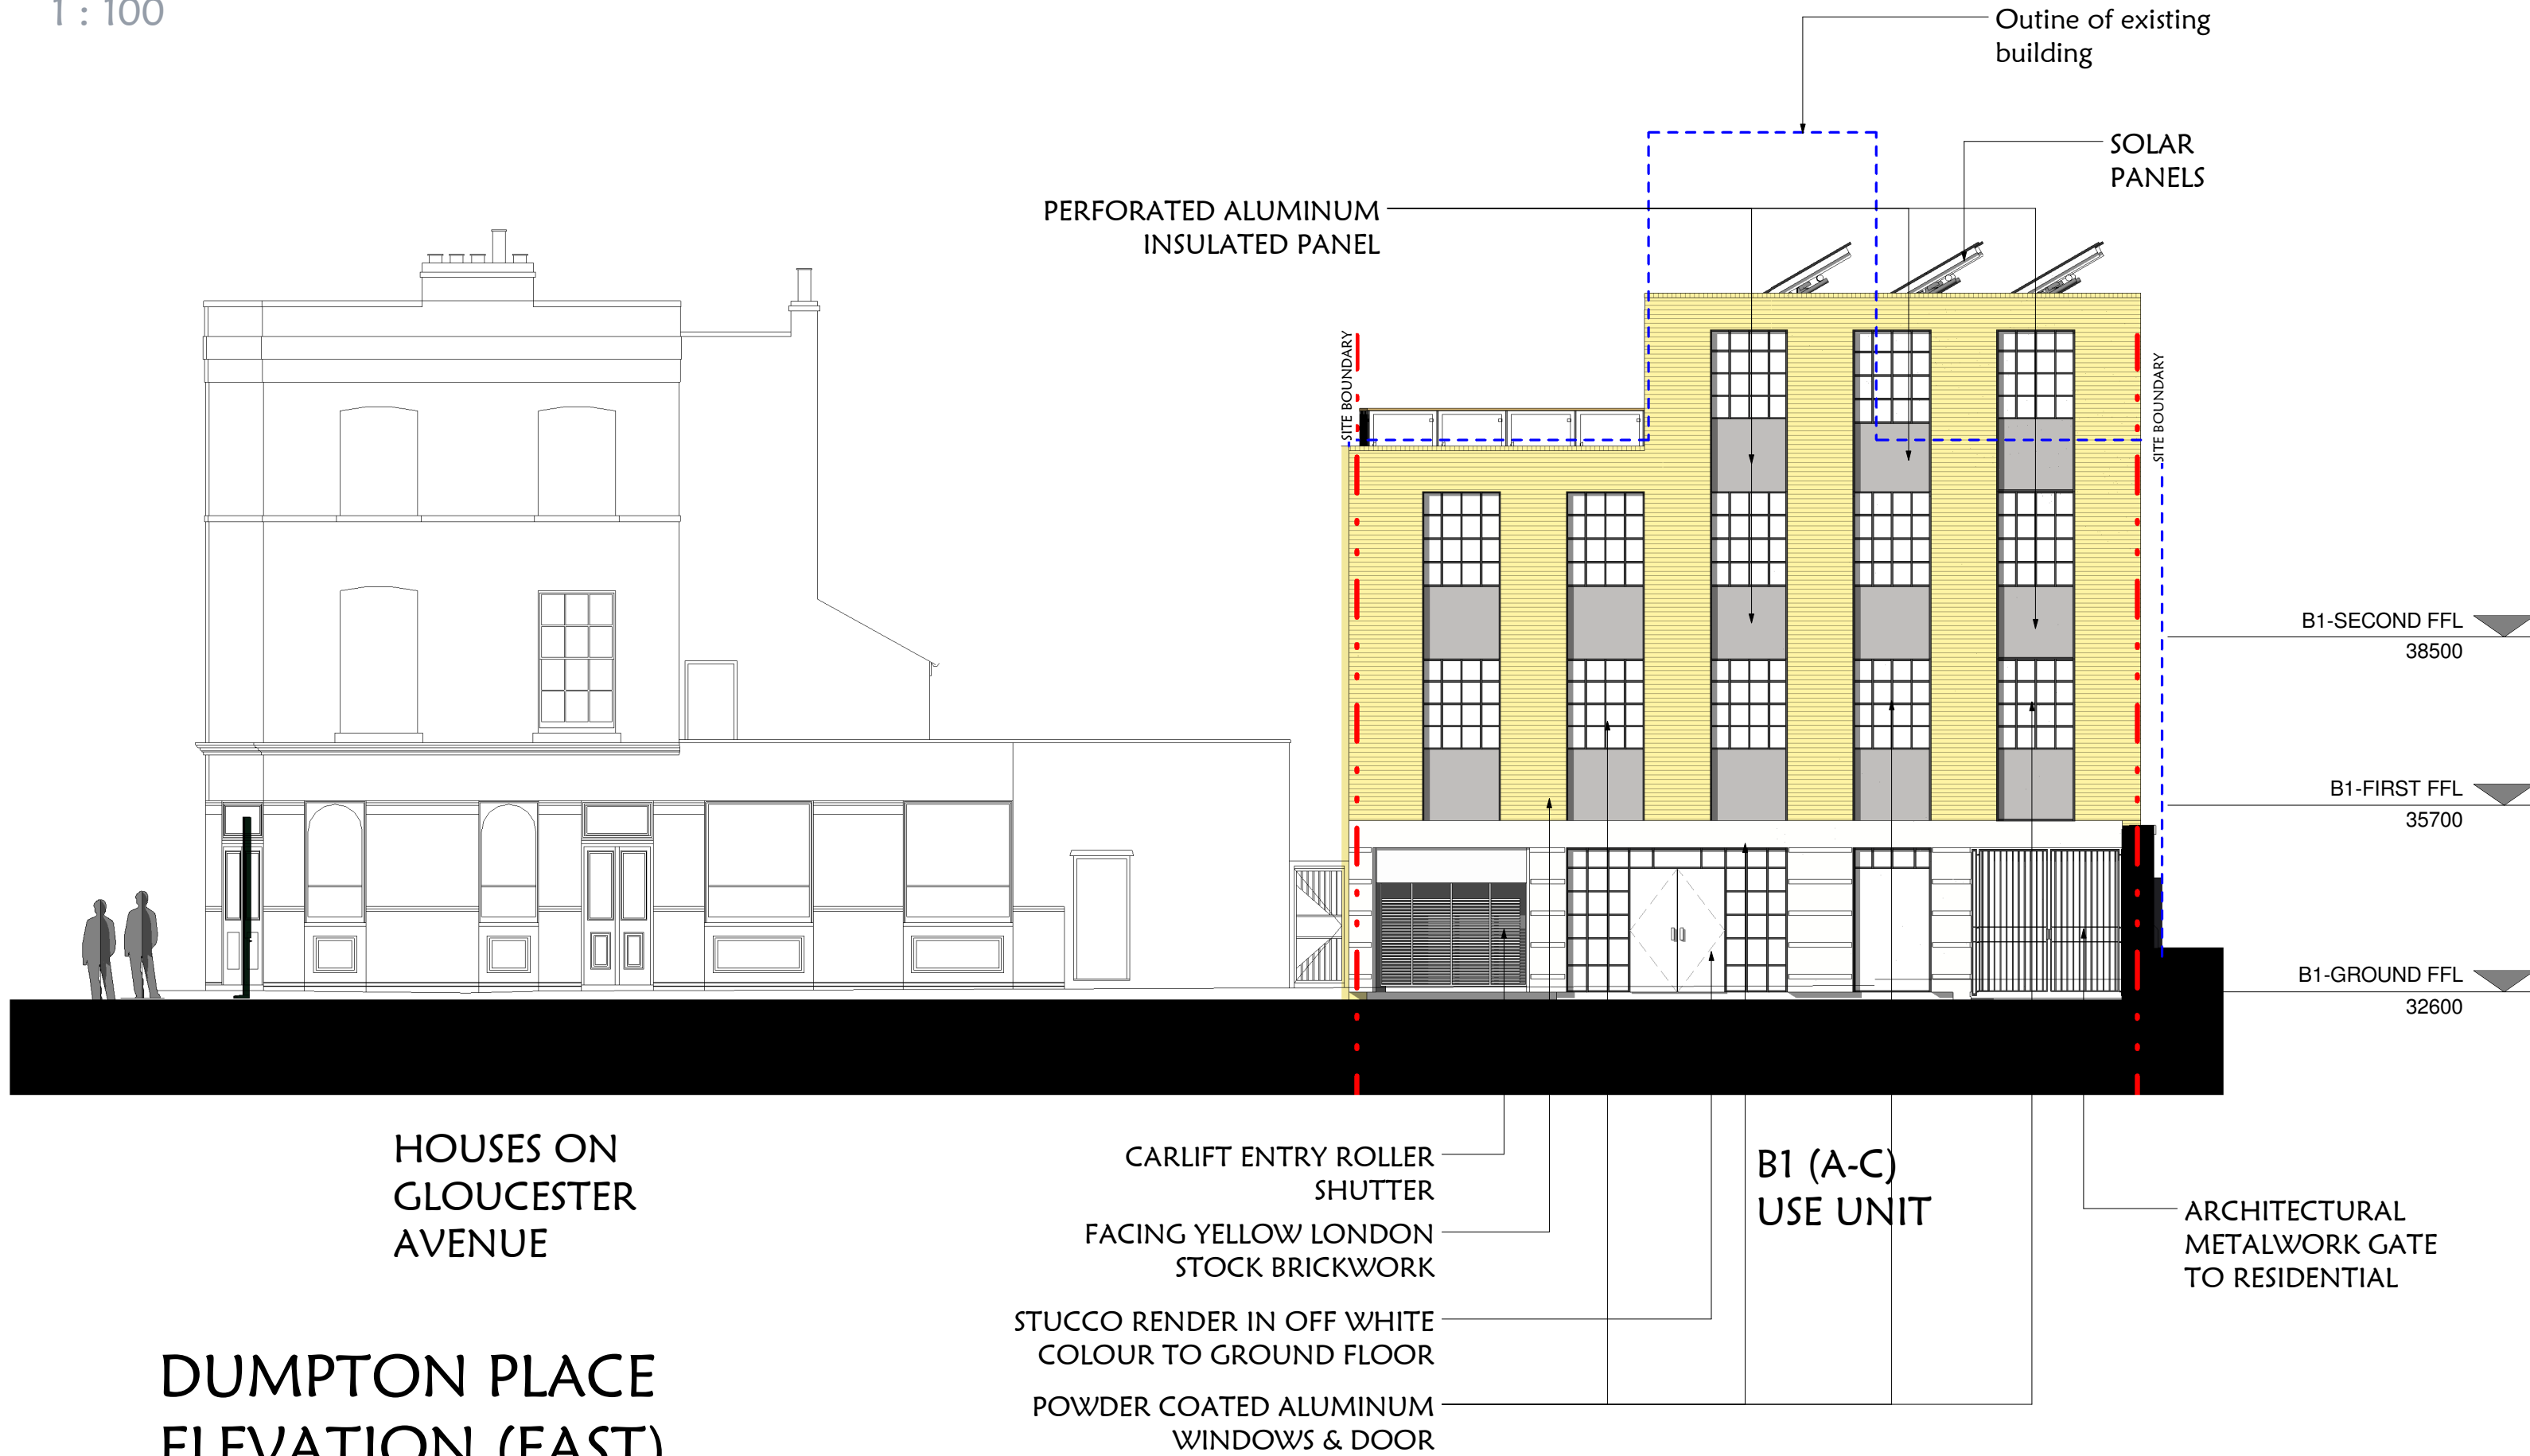 1 : 100
Outine of existing
building
SOLAR
PANELS
PERFORATED ALUMINUM
INSULATED PANEL
SITE BOUNDARY
SITE BOUNDARY
B1-SECOND FFL
38500
B1-FIRST FFL
35700
B1-GROUND FFL
32600
HOUSES ON
GLOUCESTER
AVENUE
CARLIFT ENTRY ROLLER
SHUTTER
FACING YELLOW LONDON
STOCK BRICKWORK
STUCCO RENDER IN OFF WHITE
COLOUR TO GROUND FLOOR
POWDER COATED ALUMINUM
WINDOWS & DOOR
B1 (A-C)
USE UNIT
ARCHITECTURAL
METALWORK GATE
TO RESIDENTIAL
DUMPTON PLACE
ELEVATION (EAST)